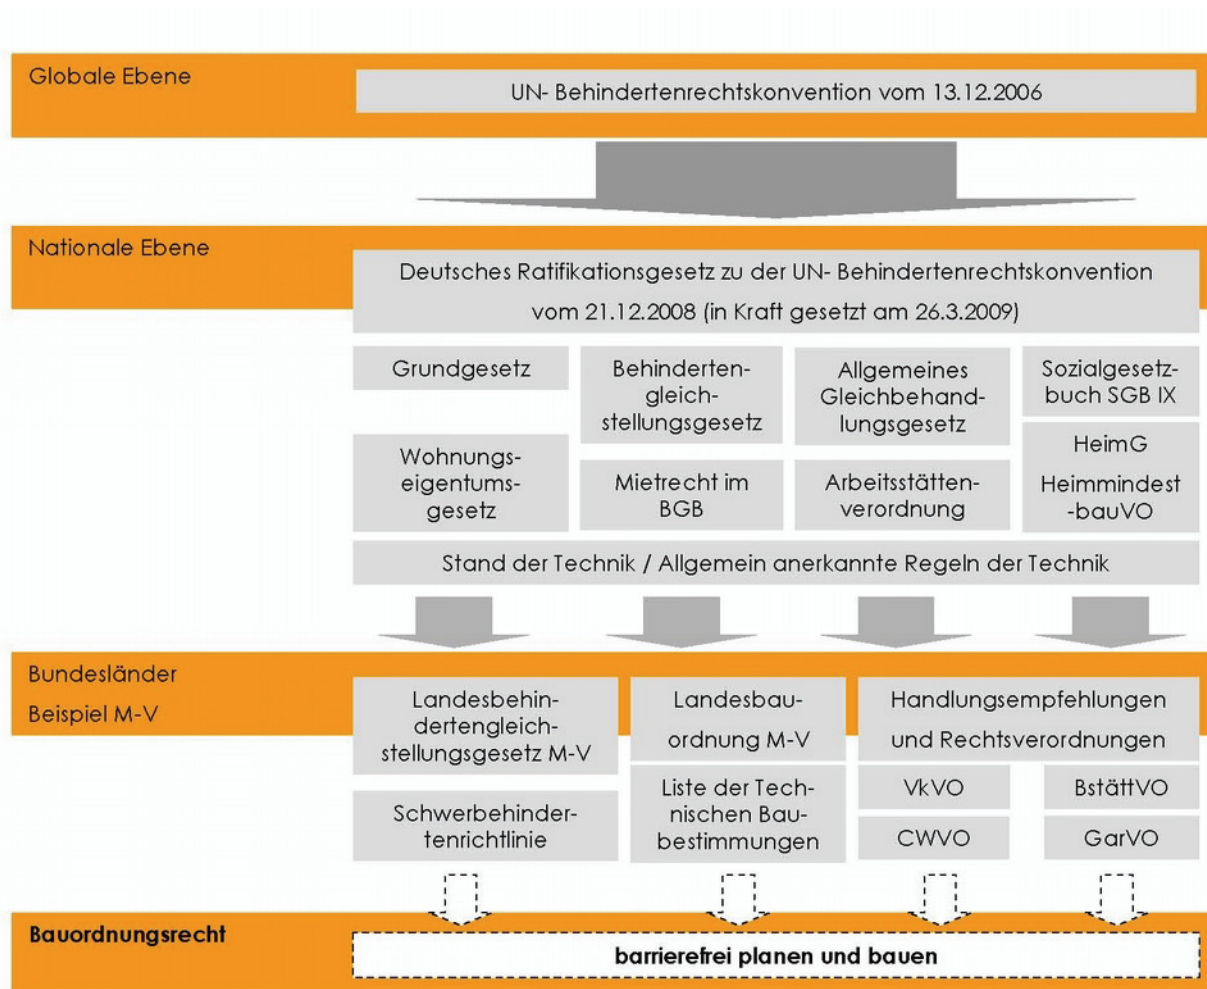 Globale Ebene
UN- Behindertenrechtskonvention vom 13.12.2006
Nationale Ebene
Deutsches Ratifikationsgesetz zu der UN- Behindertenrechtskonvention
vom 21.12.2008 (in Kraft gesetzt am 26.3.2009)
Grundgesetz
Behinderten-
gleich-
stellungsgesetz
Allgemeines
Gleichbehand-
lungsgesetz
Sozialgesetz-
buch SGB IX
Wohnungs-
eigentums-
gesetz
Mietrecht im
BGB
Arbeitsstätten-
verordnung
HeimG
Heimmindest
-bauVO
Stand der Technik / Allgemein anerkannte Regeln der Technik
Bundesländer
Beispiel M-V
Landesbehin-
dertengleich-
stellungsgesetz M-V
Landesbau-
ordnung M-V
Handlungsempfehlungen
und Rechtsverordnungen
Schwerbehinder-
tenrichtlinie
Liste der Tech-
nischen Bau-
bestimmungen
VkVO
BstättVO
CWVO
GarVO
Bauordnungsrecht
barrierefrei planen und bauen